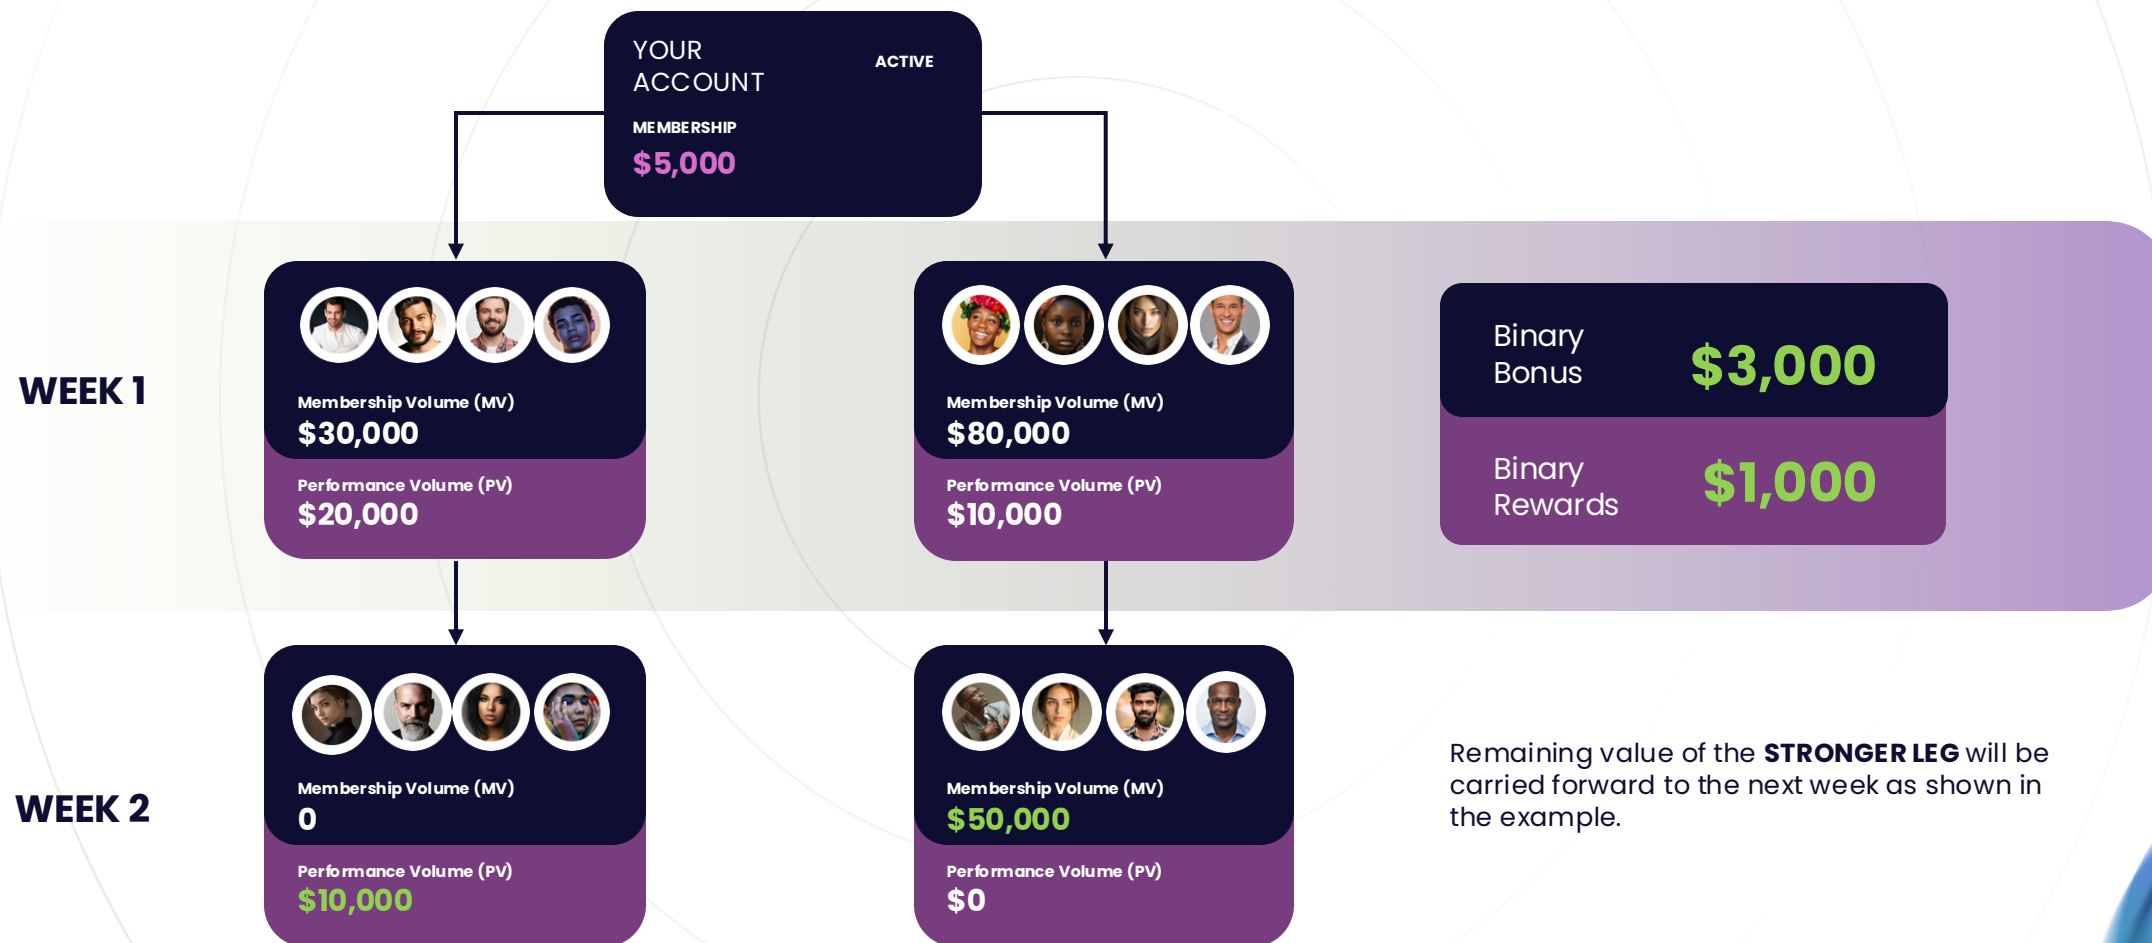 YOUR
ACCOUNT
ACTIVE
MEMBERSHIP
$5,000
WEEK 1
Membership Volume (MV)
$30,000
Performance Volume (PV)
$20,000
Membership Volume (MV)
$80,000
Performance Volume (PV)
$10,000
Binary
Bonus
$3,000
Binary
Rewards
$1,000
WEEK 2
Membership Volume (MV)
0
Performance Volume (PV)
$10,000
Membership Volume (MV)
$50,000
Performance Volume (PV)
$0
Remaining value of the STRONGER LEG will be
carried forward to the next week as shown in
the example.